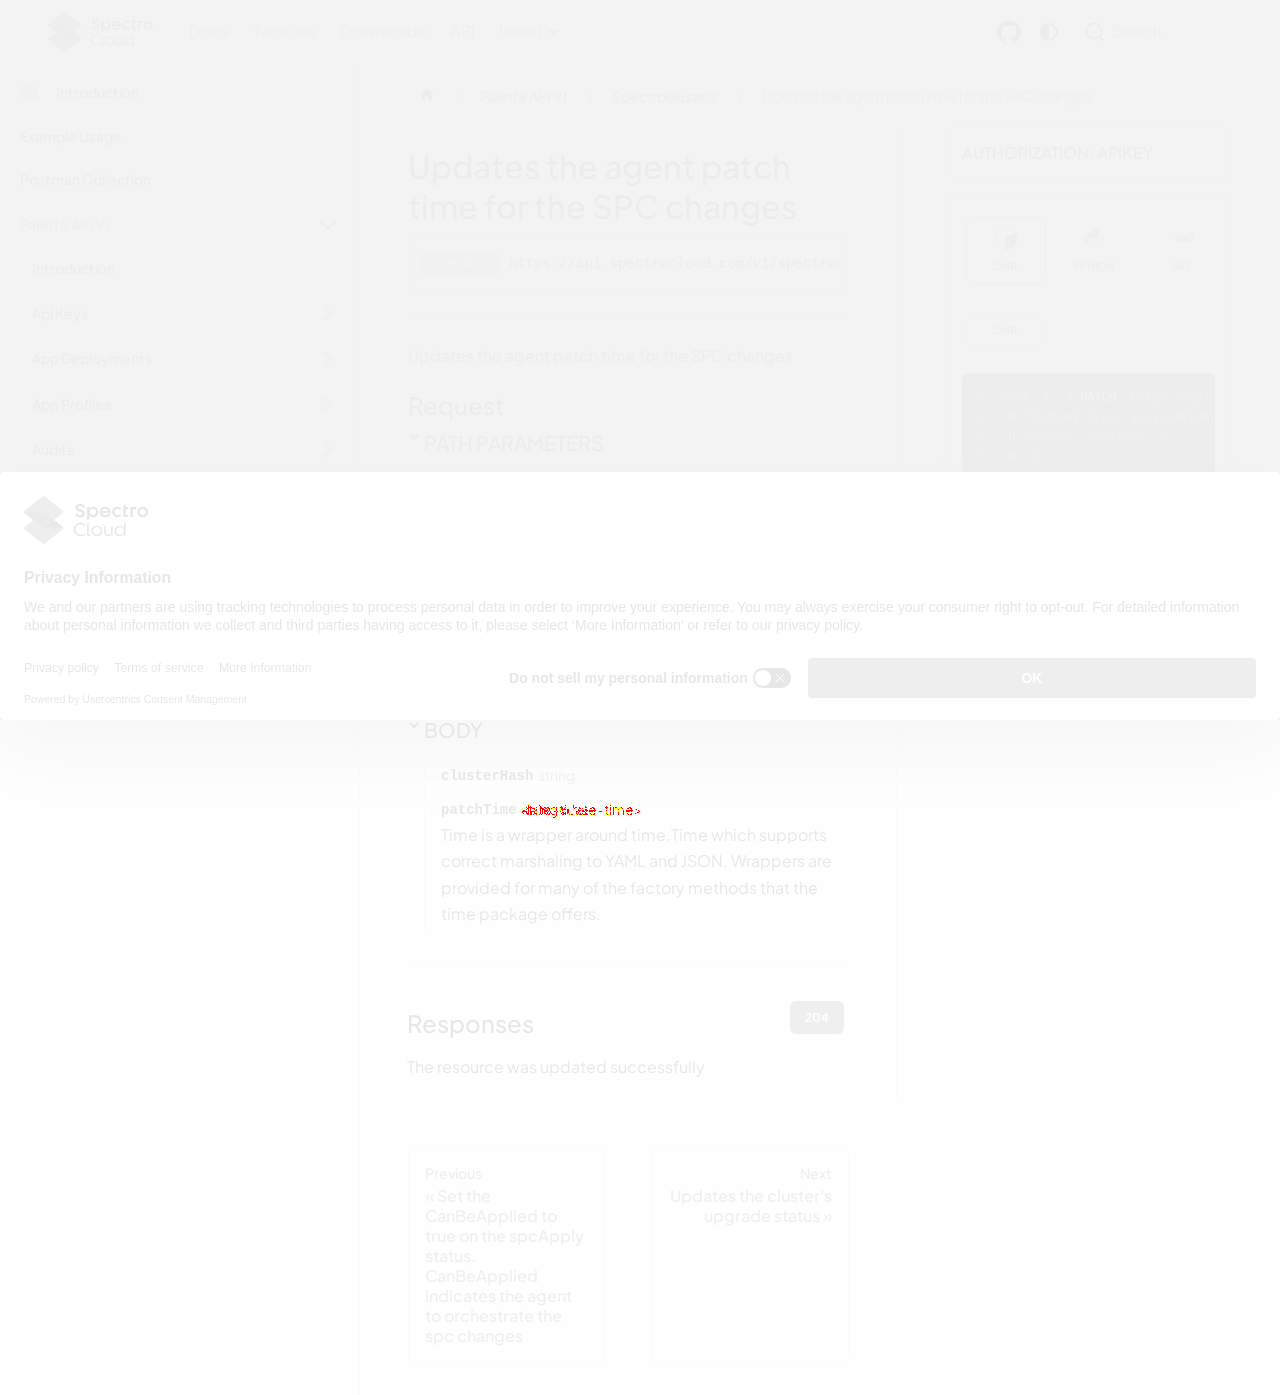 Spectro
Cloud
Docs Tutorials Downloads API latest
Search
Introduction
Example Usage
Postman Collection
Palette API V1
Introduction
Api Keys
App Deployments
App Profiles
Audits
Palette API V1
Spectroclusters
Updates the agent patch time for the SPC changes
Updates the agent patch
time for the SPC changes
https://api.spectrocloud.com/v1/spectroc
Updates the agent patch time for the SPC changes
Request
PATH PARAMETERS
AUTHORIZATION: APIKEY
CURL PYTHON GO
CURL
PATCH
Spectro
Cloud
Privacy Information
We and our partners are using tracking technologies to process personal data in order to improve your experience. You may always exercise your consumer right to opt-out. For detailed information
about personal information we collect and third parties having access to it, please select ‘More Information’ or refer to our privacy policy.
Privacy policy Terms of service More Information
Powered by Usercentrics Consent Management
Do not sell my personal information
OK
BODY
clusterHash string
patchTime
Time is a wrapper around time.Time which supports
correct marshaling to YAML and JSON. Wrappers are
provided for many of the factory methods that the
time package offers.
Responses
204
The resource was updated successfully
Previous
« Set the
CanBeApplied to
true on the spcApply
status.
CanBeApplied
indicates the agent
to orchestrate the
spc changes
Next
Updates the cluster's
upgrade status »